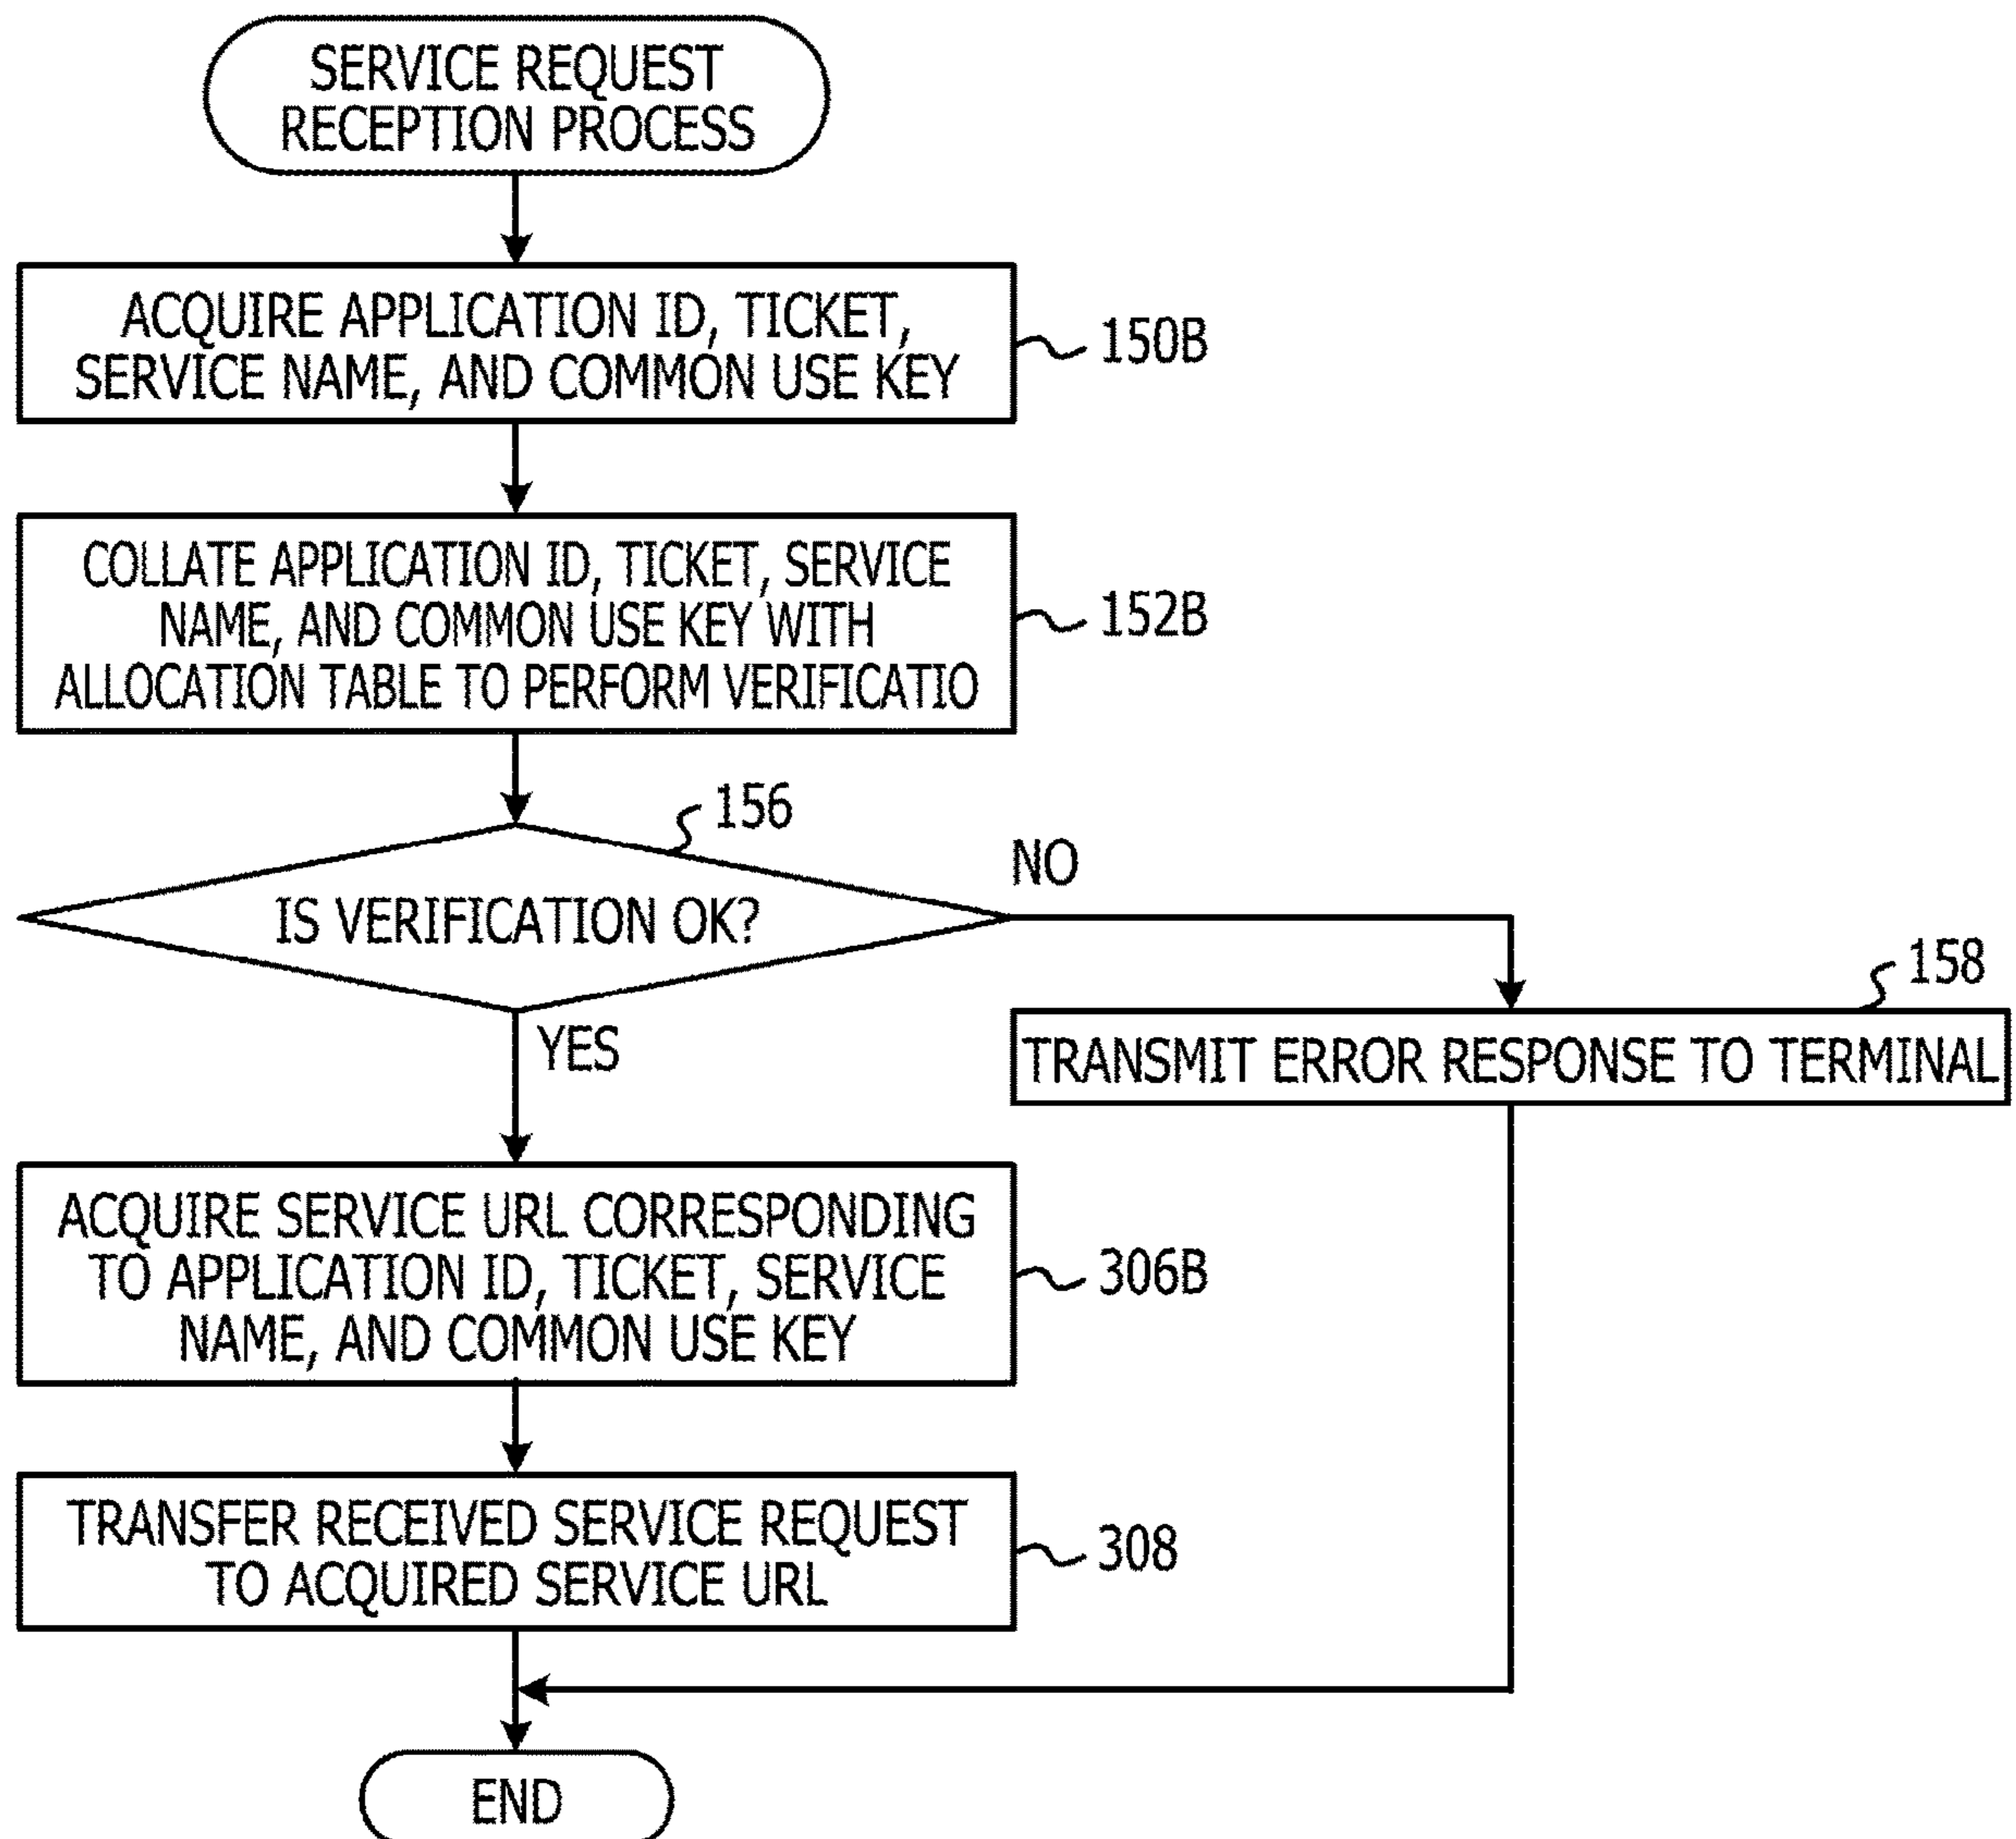 SERVICE REQUEST
RECEPTION PROCESS
ACQUIRE APPLICATION ID, TICKET,
SERVICE NAME, AND COMMON USE KEY
150B
COLLATE APPLICATION ID, TICKET, SERVICE
NAME, AND COMMON USE KEY WITH
ALLOCATION TABLE TO PERFORM VERIFICATIO
152B
156
IS VERIFICATION OK?
NO
YES
158
TRANSMIT ERROR RESPONSE TO TERMINAL
ACQUIRE SERVICE URL CORRESPONDING
TO APPLICATION ID, TICKET, SERVICE
NAME, AND COMMON USE KEY
306B
TRANSFER RECEIVED SERVICE REQUEST
TO ACQUIRED SERVICE URL
308
END